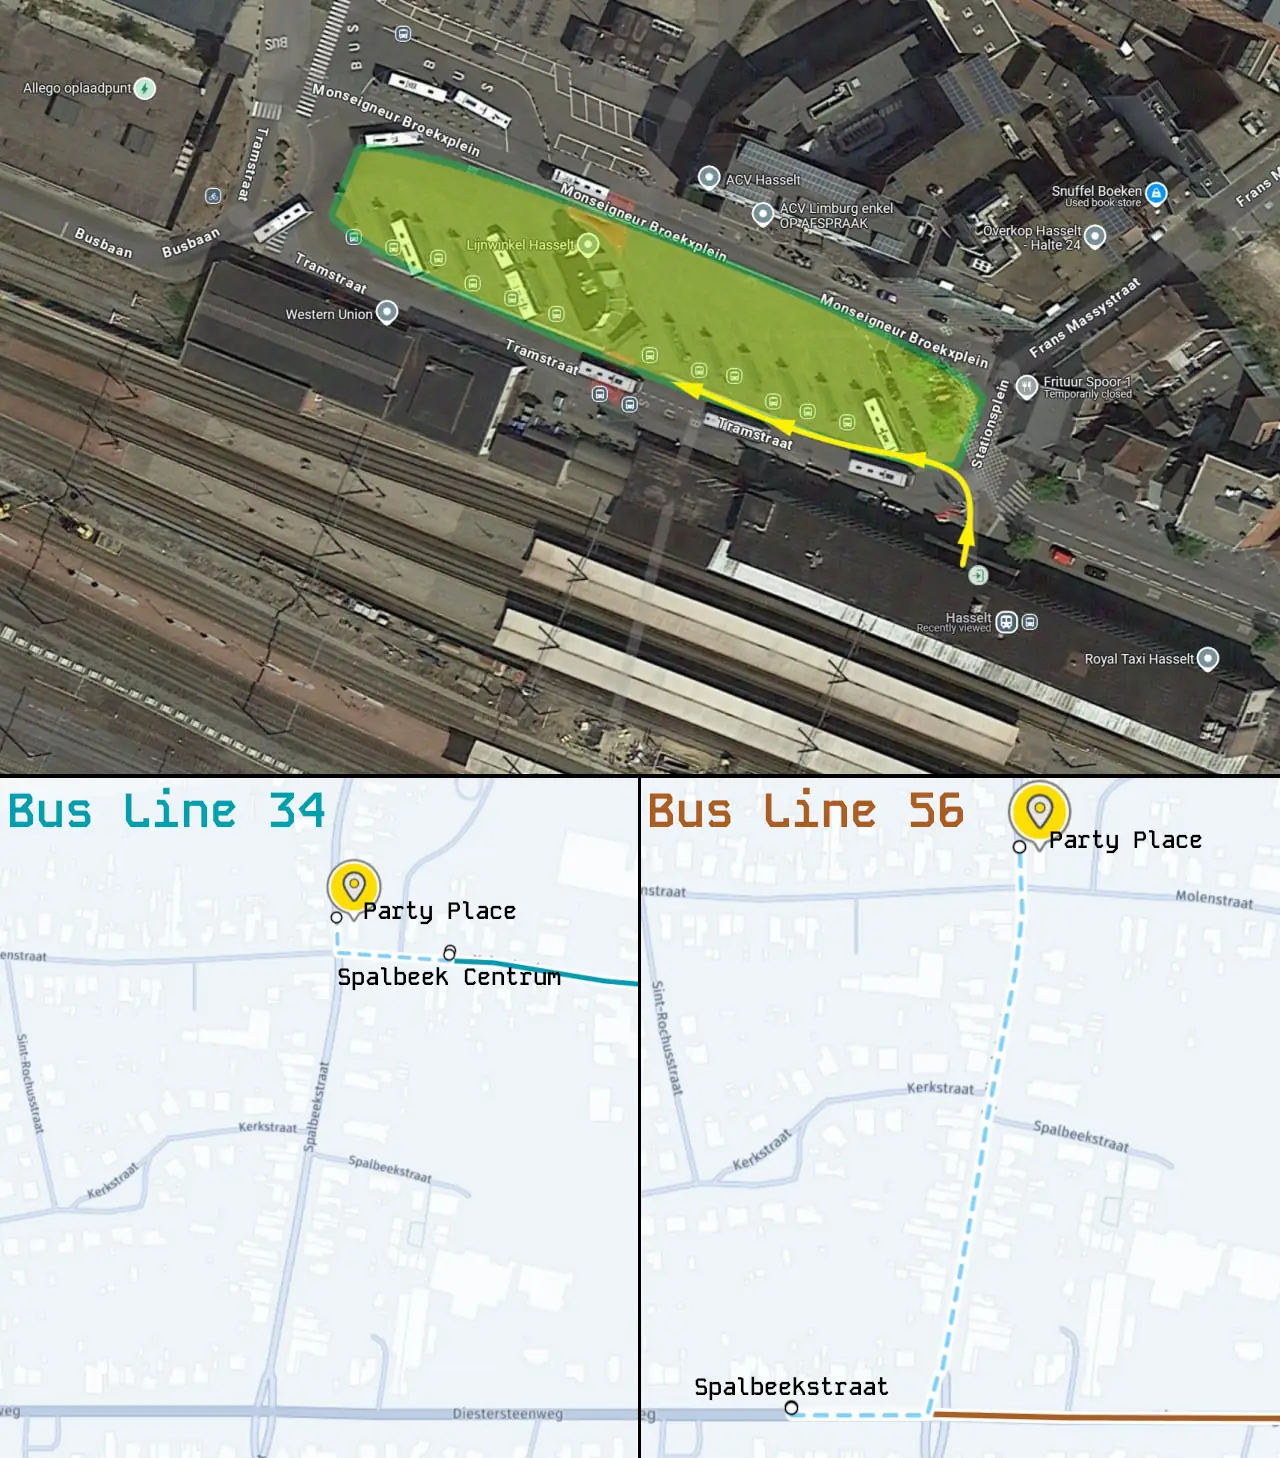 BUS
BUS
BUS
Allego oplaadpunt
Monseigneur Broekxplein
Tramstraat
ACV Hasselt
Snuffel Boeken
Used book store
Frans M
Monseigneur Broekxplein
ACV Limburg enkel
OP AFSPRAAK
Overkop Hasselt
- Halte 24
Busbaan
Busbaan
Lijnwinkel Hasselt
Tramstraat
Western Union
Monseigneur Broekxplein
Frans Massystraat
Tramstraat
Stationsplein
Frituur Spoor 1
Temporarily closed
Tramstraat
Hasselt
Recently viewed
Royal Taxi Hasselt
Bus Line 34
Party Place
enstraat
Spalbeek Centrum
Sint-Rochusstraat
Spalbeekstraat
Kerkstraat
Kerkstraat
Spalbeekstraat
weg
Diestersteenweg
Bus Line 56
Party Place
nstraat
Molenstraat
Sint-Rochusstraat
Kerkstraat
Kerkstraat
Spalbeekstraat
Spalbeekstraat
eg